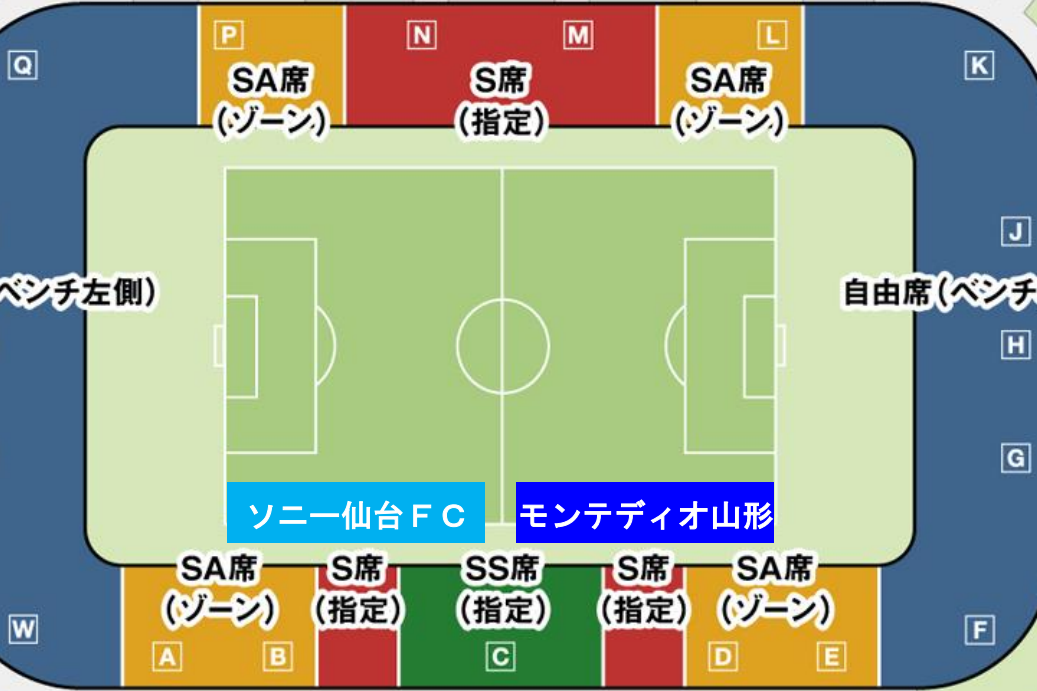 P
N
M
L
Q
K
SA席
(ゾーン)
S席
(指定)
SA席
(ゾーン)
J
ベンチ左側)
自由席(ベンチ
H
G
ソニー仙台FC
モンテディオ山形
SA席
(ゾーン)
S席
(指定)
SS席
(指定)
S席
(指定)
SA席
(ゾーン)
W
F
A
B
C
D
E